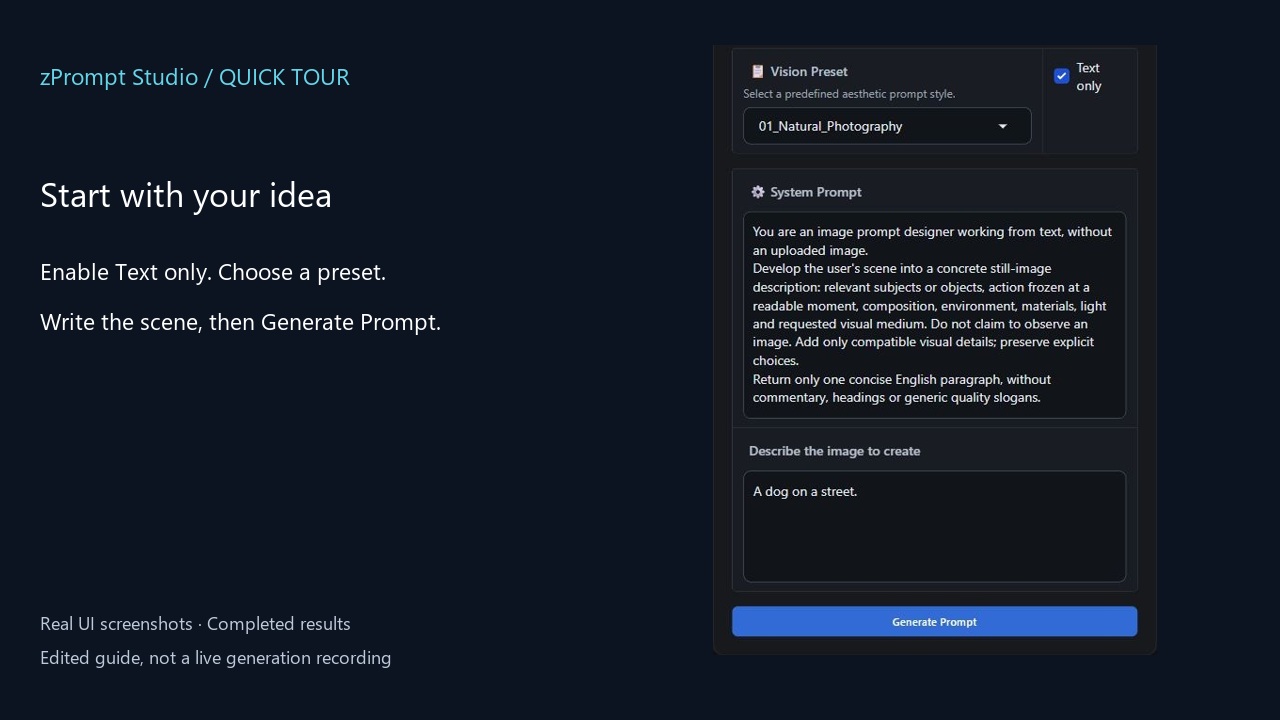 zPrompt Studio / QUICK TOUR
Start with your idea
Enable Text only. Choose a preset.
Write the scene, then Generate Prompt.
Real UI screenshots · Completed results
Edited guide, not a live generation recording
Vision Preset
Select a predefined aesthetic prompt style.
01_Natural_Photography
Text
only
System Prompt
You are an image prompt designer working from text, without
an uploaded image.
Develop the user's scene into a concrete still-image
description: relevant subjects or objects, action frozen at a
readable moment, composition, environment, materials, light
and requested visual medium. Do not claim to observe an
image. Add only compatible visual details; preserve explicit
choices.
Return only one concise English paragraph, without
commentary, headings or generic quality slogans.
Describe the image to create
A dog on a street.
Generate Prompt